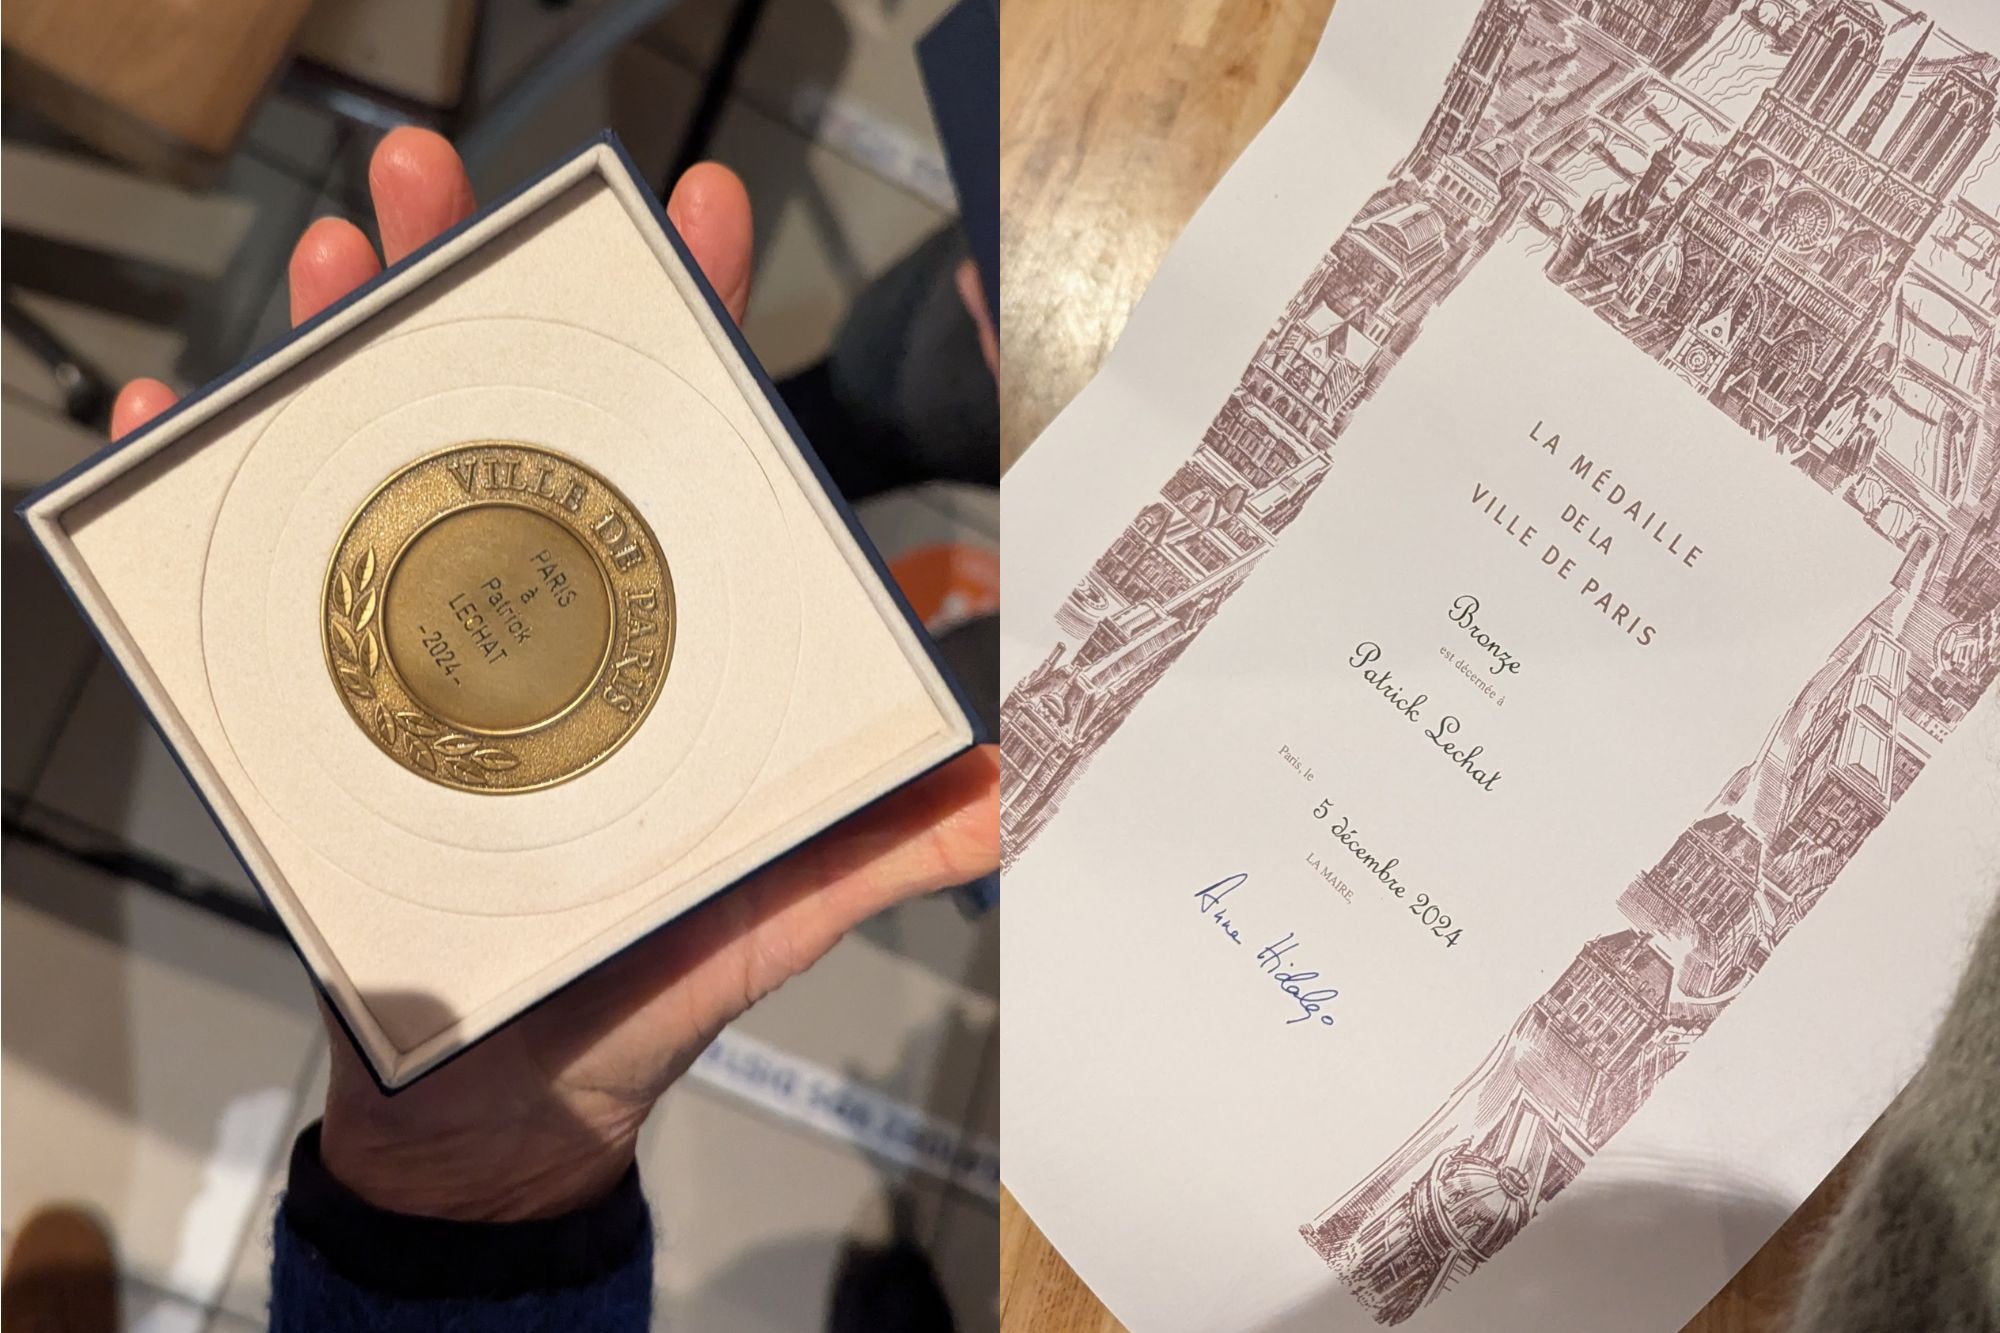 VILLE DE PARIS
PARIS
à
Patrick
LECHAT
-2024-
LA MÉDAILLE
DE LA
VILLE DE PARIS
Bronze
est décernée à
Patrick Lechat
Paris, le
5 décembre 2024
LA MAIRE,
Anne Hidalgo